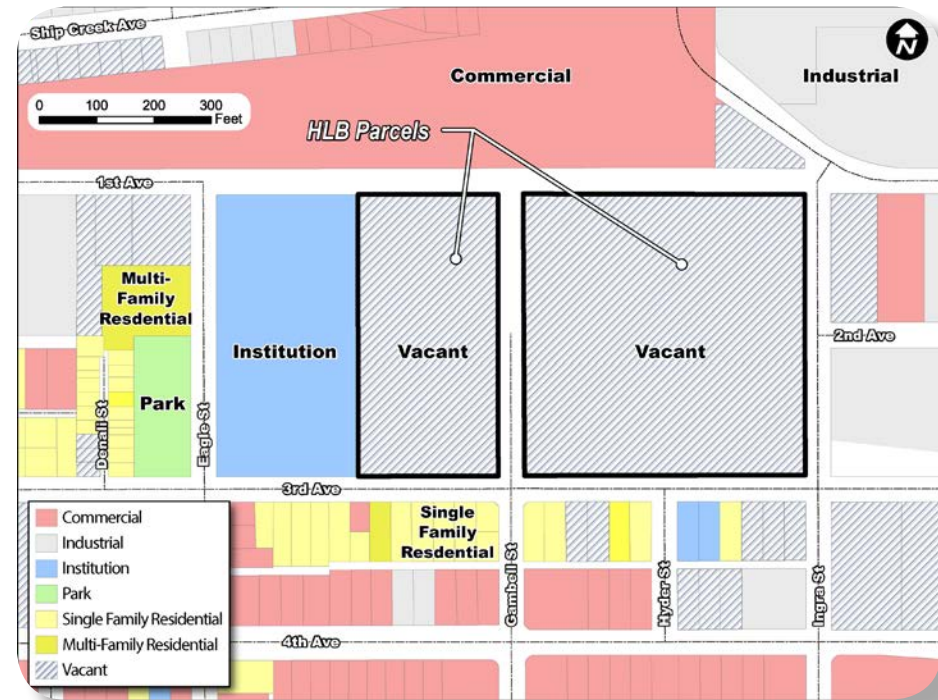 Ship Creek Ave
N
Commercial
Industrial
0 100 200 300
Feet
HLB Parcels
1st Ave
Multi-
Family
Resdential
Institution
Vacant
Vacant
2nd Ave
Park
Denali St
Eagle St
3rd Ave
Single
Family
Resdential
Gambell St
Hyder St
Ingra St
4th Ave
Commercial
Industrial
Institution
Park
Single Family Residential
Multi-Family Residential
Vacant